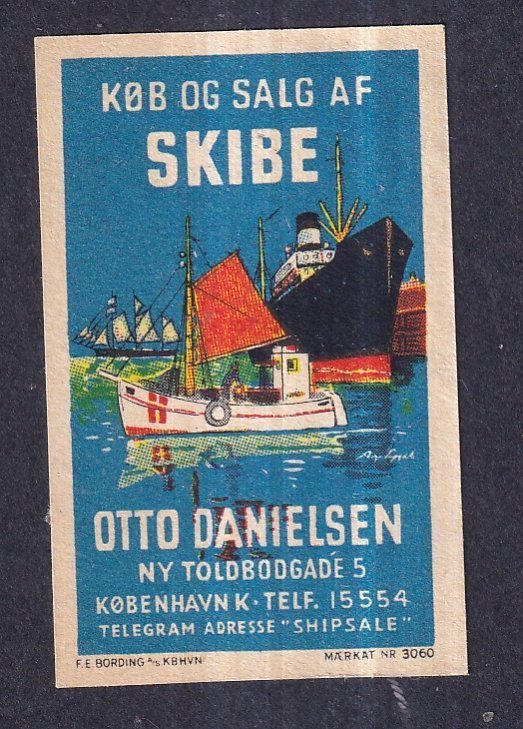 KØB OG SALG AF
SKIBE
OTTO DANIELSEN
NY TOLDBODGADE 5
KØBENHAVN K · TELF. 15554
TELEGRAM ADRESSE "SHIPSALE"
F.E BORDING A/S KBHVN
MÆRKAT NR 3060